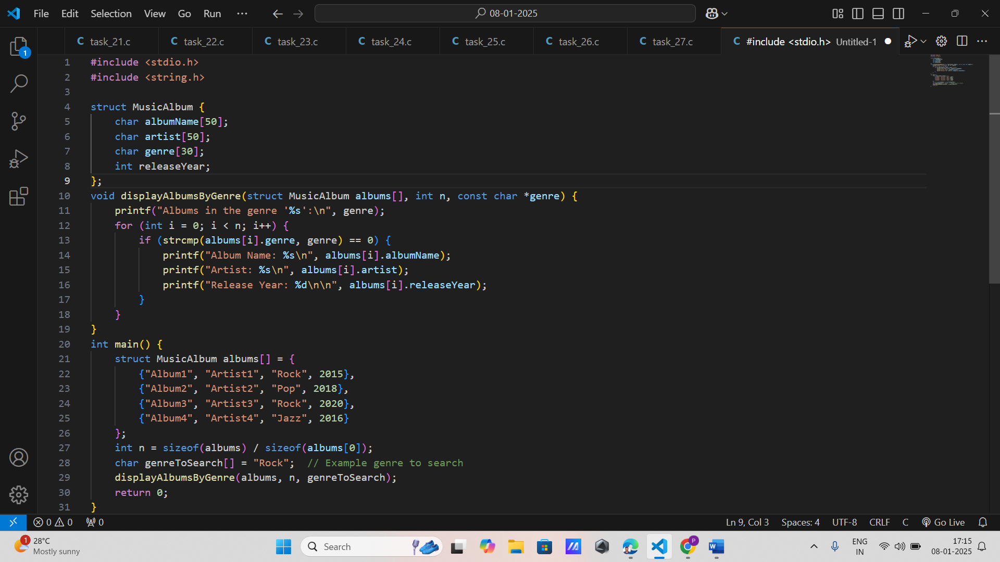 File Edit Selection View Go Run ··· 08-01-2025
task_21.c task_22.c task_23.c task_24.c task_25.c task_26.c task_27.c #include <stdio.h> Untitled-1
1 #include <stdio.h>
2 #include <string.h>
3
4 struct MusicAlbum {
5     char albumName[50];
6     char artist[50];
7     char genre[30];
8     int releaseYear;
9 };
10 void displayAlbumsByGenre(struct MusicAlbum albums[], int n, const char *genre) {
11     printf("Albums in the genre '%s':\n", genre);
12     for (int i = 0; i < n; i++) {
13         if (strcmp(albums[i].genre, genre) == 0) {
14             printf("Album Name: %s\n", albums[i].albumName);
15             printf("Artist: %s\n", albums[i].artist);
16             printf("Release Year: %d\n\n", albums[i].releaseYear);
17         }
18     }
19 }
20 int main() {
21     struct MusicAlbum albums[] = {
22         {"Album1", "Artist1", "Rock", 2015},
23         {"Album2", "Artist2", "Pop", 2018},
24         {"Album3", "Artist3", "Rock", 2020},
25         {"Album4", "Artist4", "Jazz", 2016}
26     };
27     int n = sizeof(albums) / sizeof(albums[0]);
28     char genreToSearch[] = "Rock";  // Example genre to search
29     displayAlbumsByGenre(albums, n, genreToSearch);
30     return 0;
31 }
0 0 0 Ln 9, Col 3 Spaces: 4 UTF-8 CRLF C Go Live
28°C
Mostly sunny
Search
ENG
IN
17:15
08-01-2025